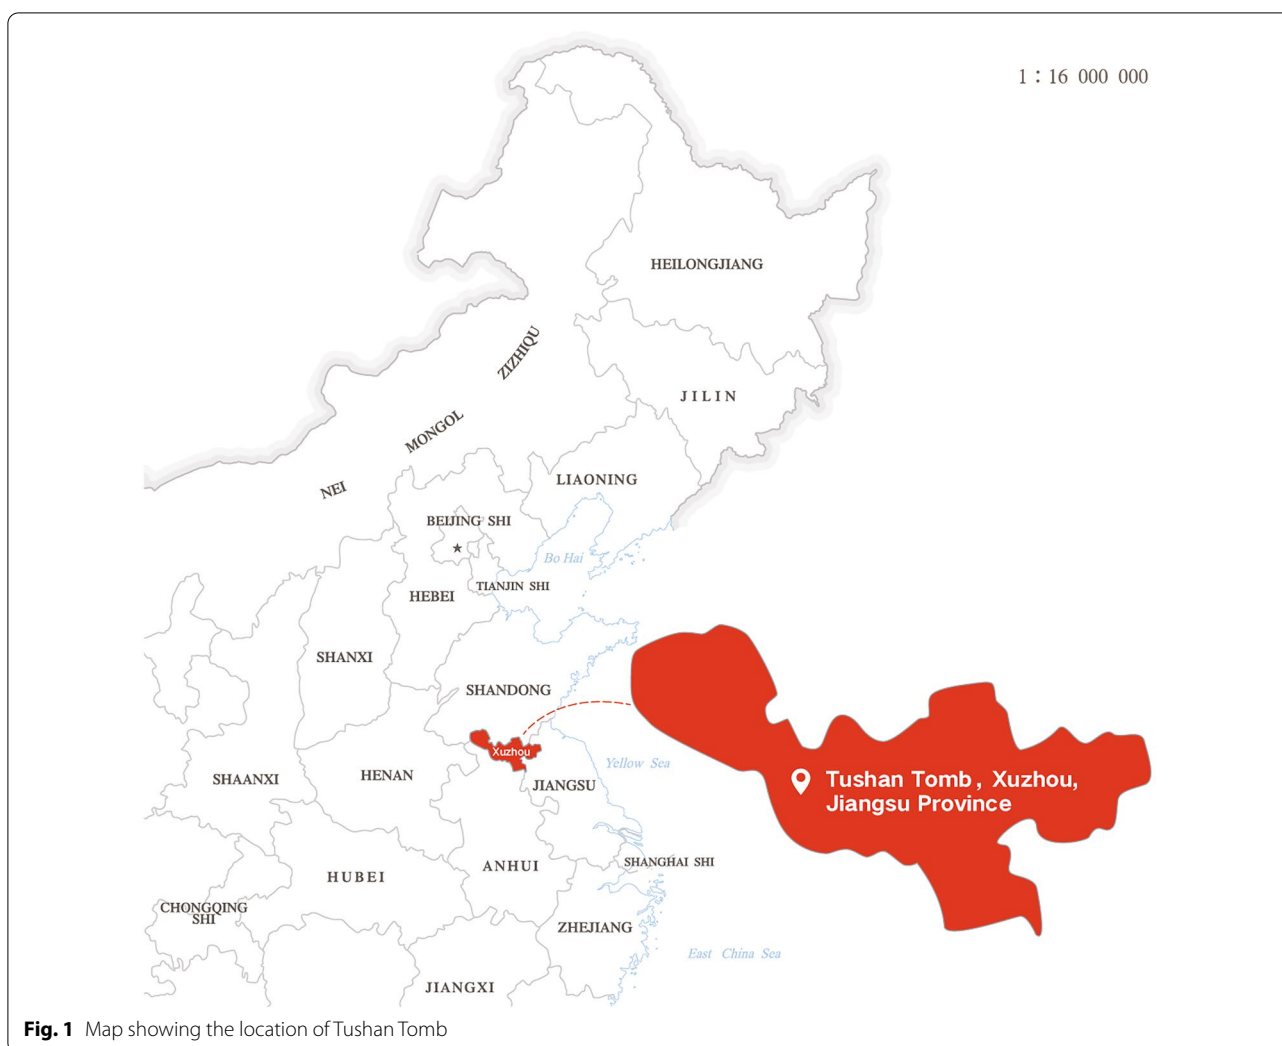 1 : 16 000 000
HEILONGJIANG
ZIZHIQU
JILIN
MONGOL
LIAONING
NEI
BEIJING SHI
Bo Hai
TIANJIN SHI
HEBEI
SHANXI
SHANDONG
Xuzhou
Yellow Sea
HENAN
SHAANXI
JIANGSU
Tushan Tomb, Xuzhou,
Jiangsu Province
SHANGHAI SHI
ANHUI
HUBEI
CHONGQING
SHI
ZHEJIANG
East China Sea
JIANGXI
Fig. 1 Map showing the location of Tushan Tomb